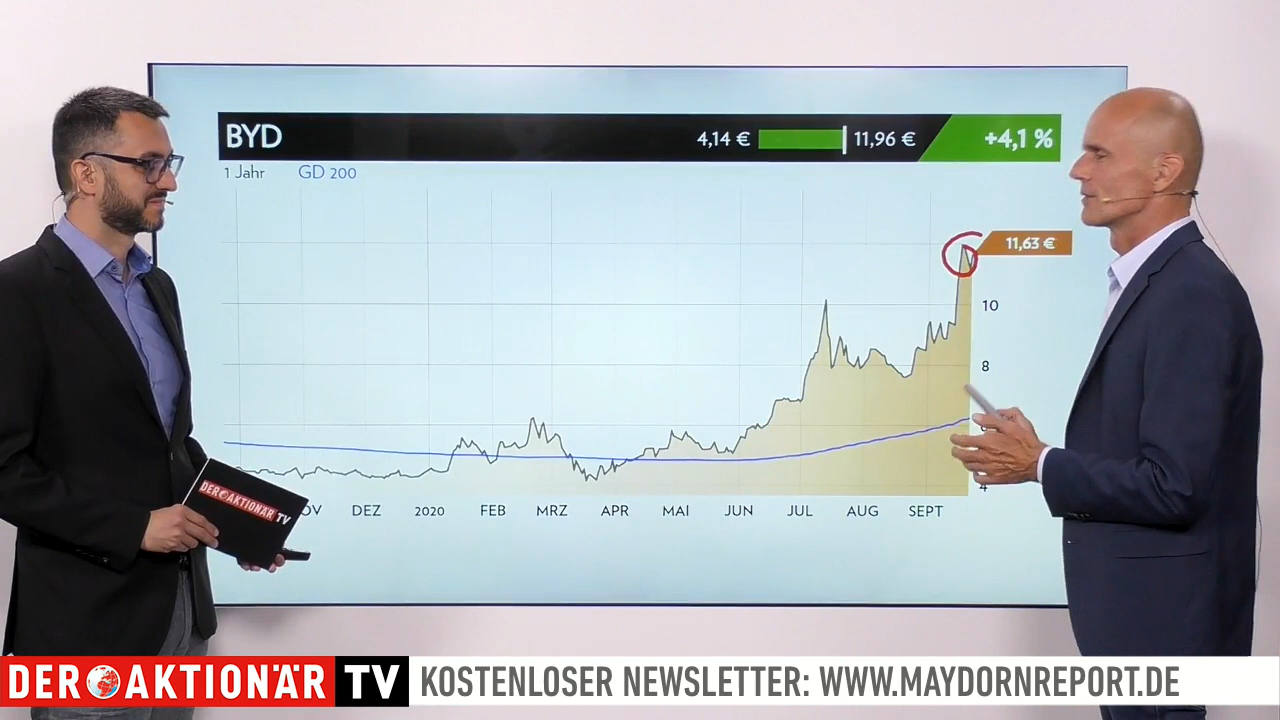 BYD
4,14 €
11,96 €
+4,1 %
1 Jahr
GD 200
11,63 €
10
8
4
OV
DEZ
2020
FEB
MRZ
APR
MAI
JUN
JUL
AUG
SEPT
DER AKTIONÄR TV
DER AKTIONÄR TV
KOSTENLOSER NEWSLETTER: WWW.MAYDORNREPORT.DE